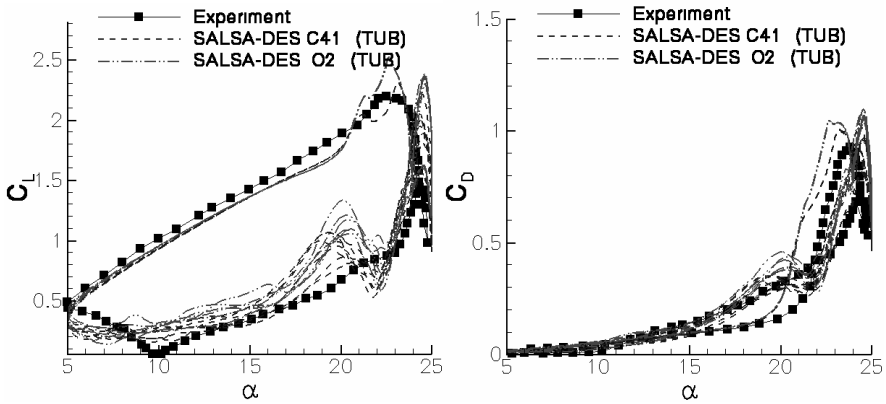 Experiment
SALSA-DES C41 (TUB)
SALSA-DES O2 (TUB)
2.5
2
1.5
1
0.5
C_L
5
10
15
20
25
α
Experiment
SALSA-DES C41 (TUB)
SALSA-DES O2 (TUB)
1.5
1
0.5
0
C_D
5
10
15
20
25
α